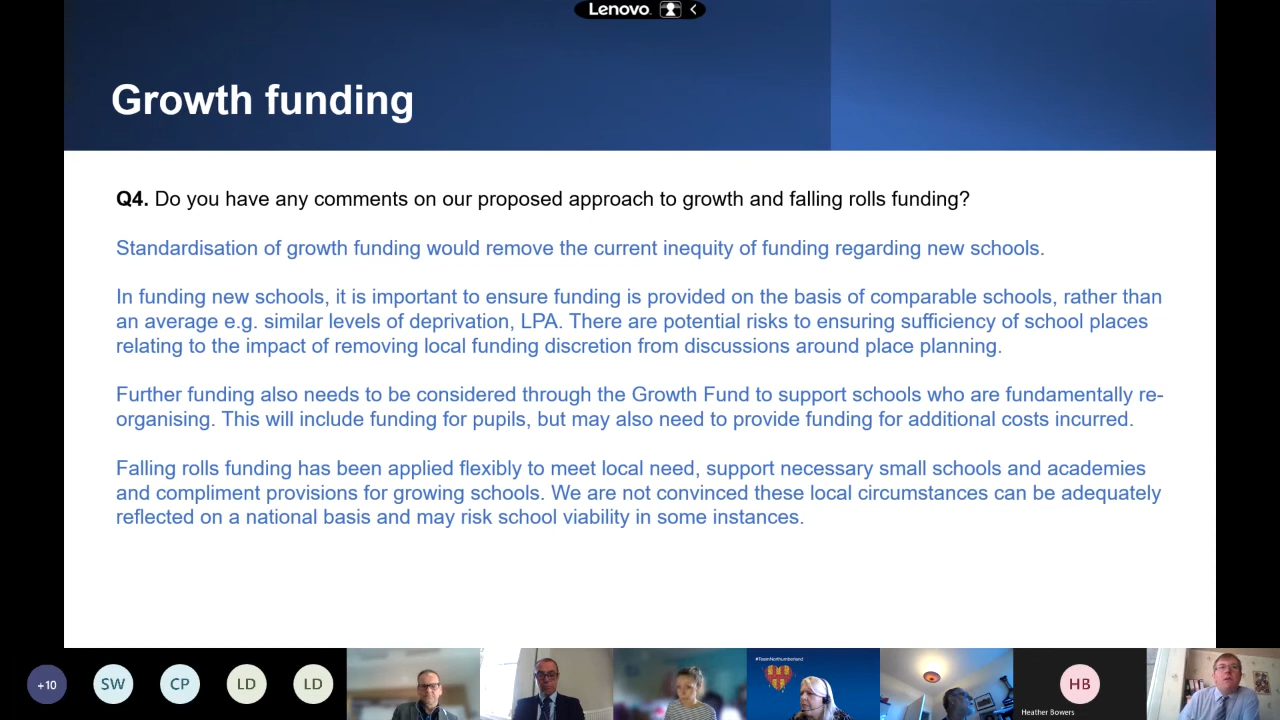 Lenovo.
Growth funding
Q4. Do you have any comments on our proposed approach to growth and falling rolls funding?
Standardisation of growth funding would remove the current inequity of funding regarding new schools.
In funding new schools, it is important to ensure funding is provided on the basis of comparable schools, rather than
an average e.g. similar levels of deprivation, LPA. There are potential risks to ensuring sufficiency of school places
relating to the impact of removing local funding discretion from discussions around place planning.
Further funding also needs to be considered through the Growth Fund to support schools who are fundamentally re-
organising. This will include funding for pupils, but may also need to provide funding for additional costs incurred.
Falling rolls funding has been applied flexibly to meet local need, support necessary small schools and academies
and compliment provisions for growing schools. We are not convinced these local circumstances can be adequately
reflected on a national basis and may risk school viability in some instances.
#TeamNorthumberland
+10 SW CP LD LD HB
Heather Bowers